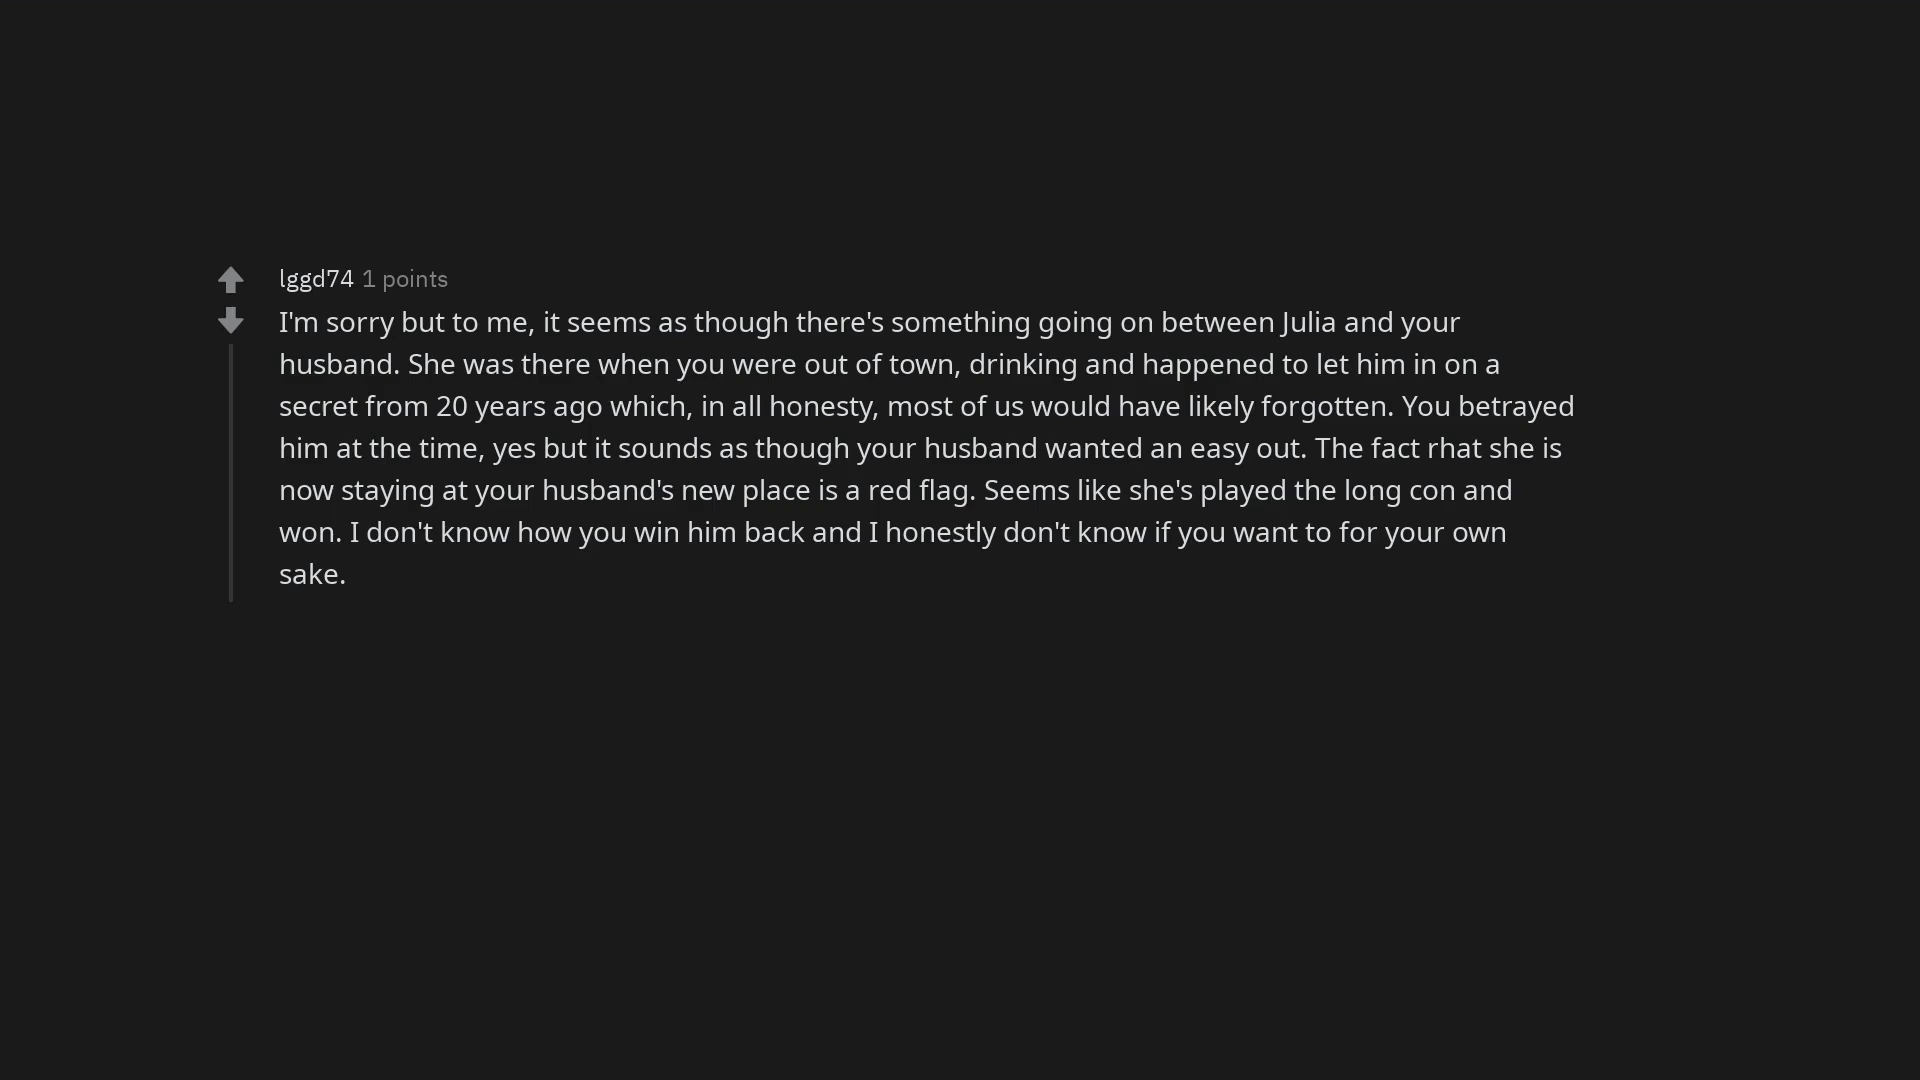 lggd74 1 points
I'm sorry but to me, it seems as though there's something going on between Julia and your
husband. She was there when you were out of town, drinking and happened to let him in on a
secret from 20 years ago which, in all honesty, most of us would have likely forgotten. You betrayed
him at the time, yes but it sounds as though your husband wanted an easy out. The fact rhat she is
now staying at your husband's new place is a red flag. Seems like she's played the long con and
won. I don't know how you win him back and I honestly don't know if you want to for your own
sake.